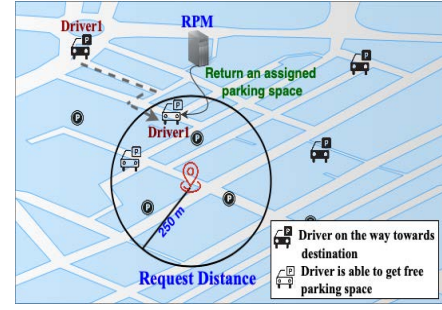 Driver1
RPM
Return an assigned
parking space
Driver1
P
P
P
P
P
P
P
P
P
P
250 m
Request Distance
P
Driver on the way towards
destination
P
Driver is able to get free
parking space